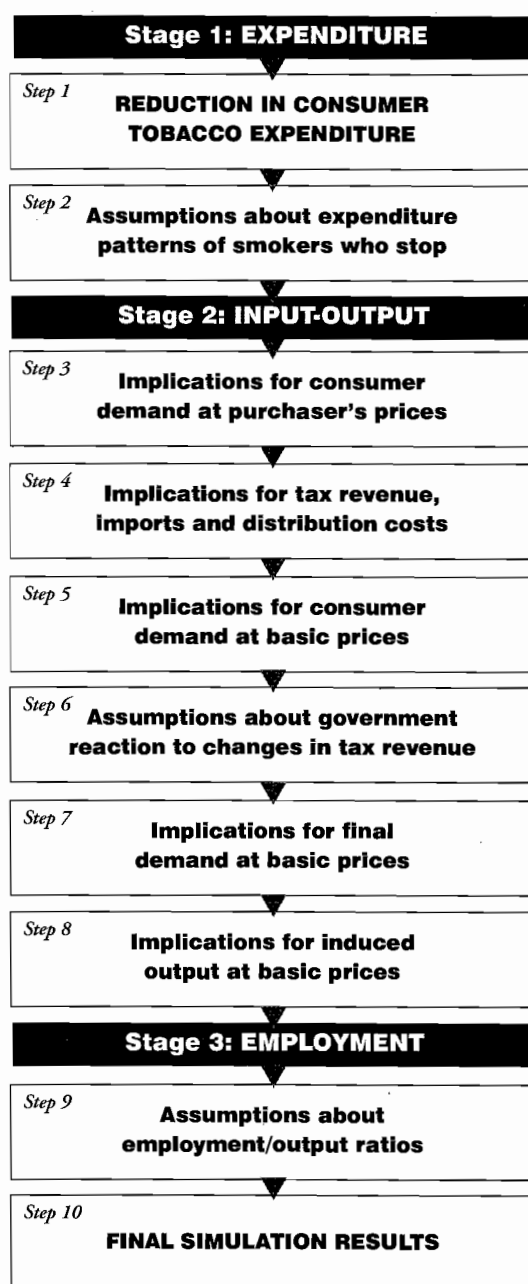 Stage 1: EXPENDITURE
Step 1
REDUCTION IN CONSUMER
TOBACCO EXPENDITURE
Step 2
Assumptions about expenditure
patterns of smokers who stop
Stage 2: INPUT-OUTPUT
Step 3
Implications for consumer
demand at purchaser's prices
Step 4
Implications for tax revenue,
imports and distribution costs
Step 5
Implications for consumer
demand at basic prices
Step 6
Assumptions about government
reaction to changes in tax revenue
Step 7
Implications for final
demand at basic prices
Step 8
Implications for induced
output at basic prices
Stage 3: EMPLOYMENT
Step 9
Assumptions about
employment/output ratios
Step 10
FINAL SIMULATION RESULTS